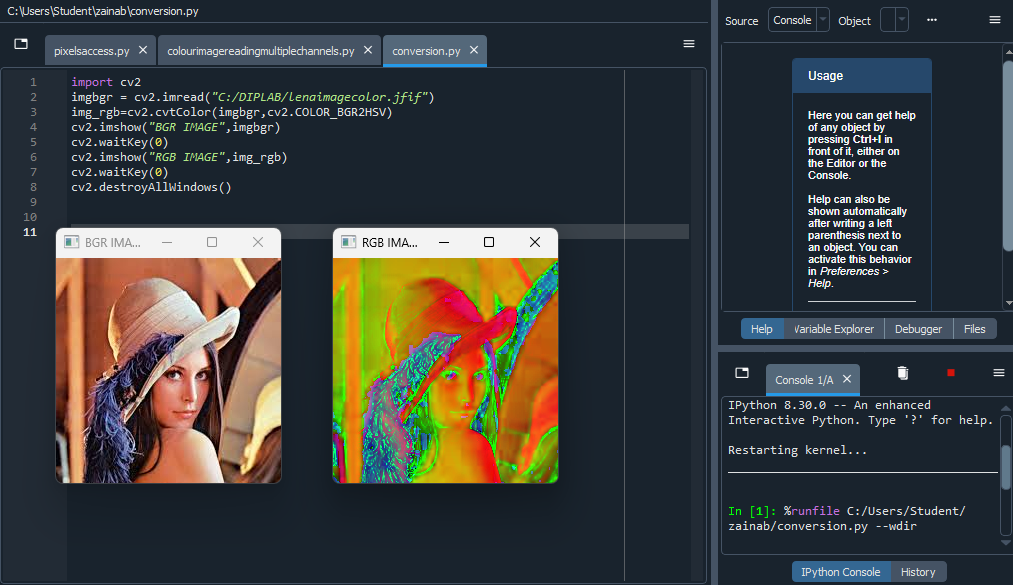 C:\Users\Student\zainab\conversion.py
pixelsaccess.py
colourimagereadingmultiplechannels.py
conversion.py
1 import cv2
2 imgbgr = cv2.imread("C:/DIPLAB/lenaimagecolor.jfif")
3 img_rgb=cv2.cvtColor(imgbgr,cv2.COLOR_BGR2HSV)
4 cv2.imshow("BGR IMAGE",imgbgr)
5 cv2.waitKey(0)
6 cv2.imshow("RGB IMAGE",img_rgb)
7 cv2.waitKey(0)
8 cv2.destroyAllWindows()
9
10
11
BGR IMA...
RGB IMA...
Source Console Object
Usage
Here you can get help
of any object by
pressing Ctrl+I in
front of it, either on
the Editor or the
Console.
Help can also be
shown automatically
after writing a left
parenthesis next to
an object. You can
activate this behavior
in Preferences >
Help.
Help Variable Explorer Debugger Files
Console 1/A
IPython 8.30.0 -- An enhanced
Interactive Python. Type '?' for help.
Restarting kernel...
In [1]: %runfile C:/Users/Student/
zainab/conversion.py --wdir
IPython Console History